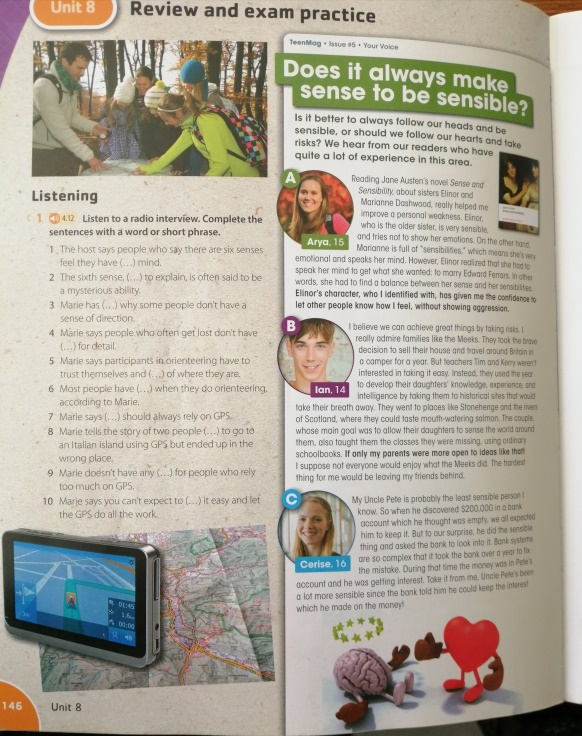 Unit 8
Review and exam practice
Listening
1 4.12 Listen to a radio interview. Complete the
sentences with a word or short phrase.
1 The host says people who say there are six senses
feel they have (…) mind.
2 The sixth sense, (…) to explain, is often said to be
a mysterious ability.
3 Marie has (…) why some people don't have a
sense of direction.
4 Marie says people who often get lost don't have
(…) for detail.
5 Marie says participants in orienteering have to
trust themselves and (…) of where they are.
6 Most people have (…) when they do orienteering,
according to Marie.
7 Marie says (…) should always rely on GPS.
8 Marie tells the story of two people (…) to go to
an Italian island using GPS but ended up in the
wrong place.
9 Marie doesn't have any (…) for people who rely
too much on GPS.
10 Marie says you can't expect to (…) it easy and let
the GPS do all the work.
01:45
00:00
146
Unit 8
TeenMag • Issue #5 • Your Voice
Does it always make
sense to be sensible?
Is it better to always follow our heads and be
sensible, or should we follow our hearts and take
risks? We hear from our readers who have
quite a lot of experience in this area.
A
Arya, 15
Reading Jane Austen's novel Sense and
Sensibility, about sisters Elinor and
Marianne Dashwood, really helped me
improve a personal weakness. Elinor,
who is the older sister, is very sensible,
and tries not to show her emotions. On the other hand,
Marianne is full of "sensibilities," which means she's very
emotional and speaks her mind. However, Elinor realized that she had to
speak her mind to get what she wanted: to marry Edward Ferrars. In other
words, she had to find a balance between her sense and her sensibilities.
Elinor's character, who I identified with, has given me the confidence to
let other people know how I feel, without showing aggression.
B
Ian, 14
I believe we can achieve great things by taking risks. I
really admire families like the Meeks. They took the brave
decision to sell their house and travel around Britain in
a camper for a year. But teachers Tim and Kerry weren't
interested in taking it easy. Instead, they used the year
to develop their daughters' knowledge, experience, and
intelligence by taking them to historical sites that would
take their breath away. They went to places like Stonehenge and the rivers
of Scotland, where they could taste mouth-watering salmon. The couple,
whose main goal was to allow their daughters to sense the world around
them, also taught them the classes they were missing, using ordinary
schoolbooks. If only my parents were more open to ideas like that!
I suppose not everyone would enjoy what the Meeks did. The hardest
thing for me would be leaving my friends behind.
C
Cerise, 16
My Uncle Pete is probably the least sensible person I
know. So when he discovered $200,000 in a bank
account which he thought was empty, we all expected
him to keep it. But to our surprise, he did the sensible
thing and asked the bank to look into it. Bank systems
are so complex that it took the bank over a year to fix
the mistake. During that time the money was in Pete's
account and he was getting interest. Take it from me, Uncle Pete's been
a lot more sensible since the bank told him he could keep the interest
which he made on the money!